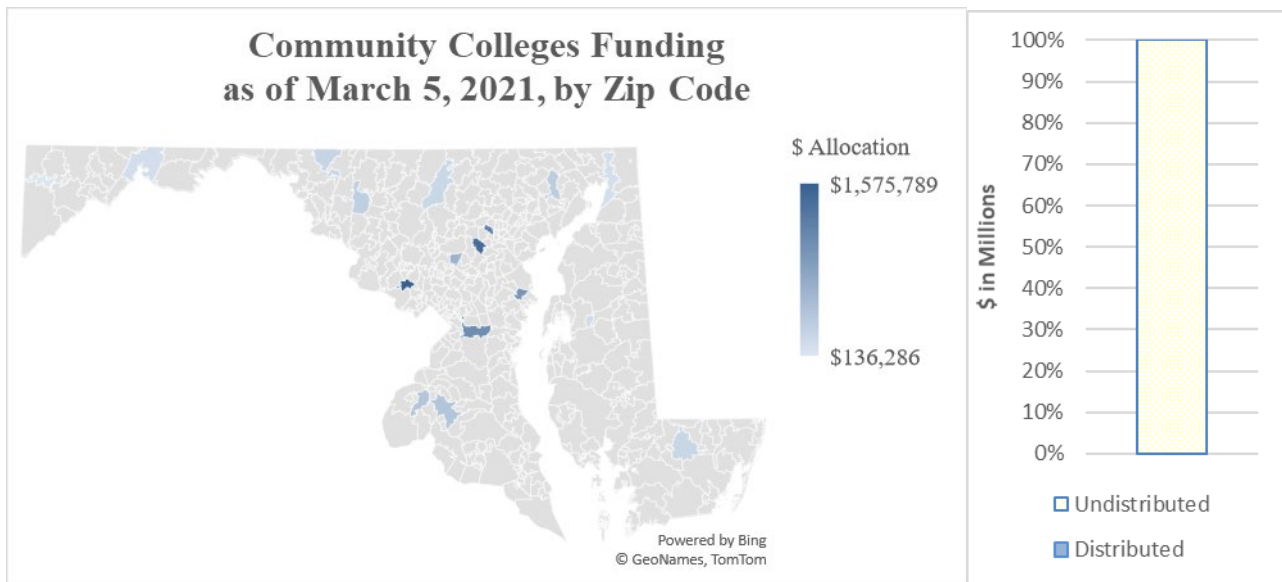 Community Colleges Funding
as of March 5, 2021, by Zip Code
$ Allocation
$1,575,789
$136,286
Powered by Bing
© GeoNames, TomTom
$ in Millions
100%
90%
80%
70%
60%
50%
40%
30%
20%
10%
0%
Undistributed
Distributed